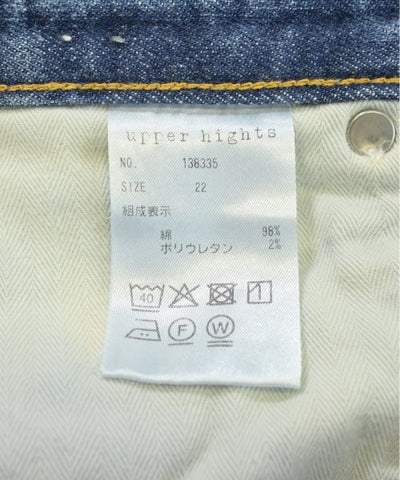 upper hights
NO. 138335
SIZE 22
組成表示
綿 98%
ポリウレタン 2%
40
F W